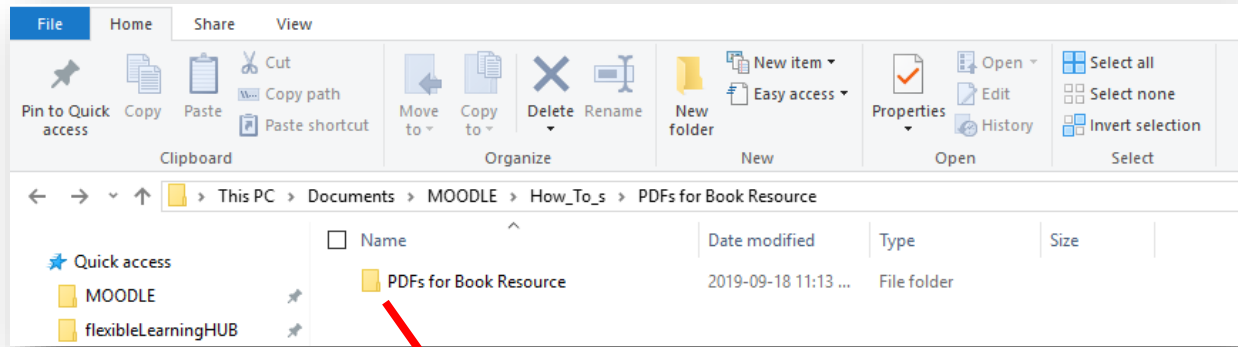 File Home Share View
Pin to Quick access
Copy
Paste
Cut
Copy path
Paste shortcut
Clipboard
Move to
Copy to
Delete
Rename
Organize
New folder
New item
Easy access
New
Properties
Open
Edit
History
Open
Select all
Select none
Invert selection
Select
This PC > Documents > MOODLE > How_To_s > PDFs for Book Resource
Name Date modified Type Size
Quick access
PDFs for Book Resource 2019-09-18 11:13 ... File folder
MOODLE
flexibleLearningHUB